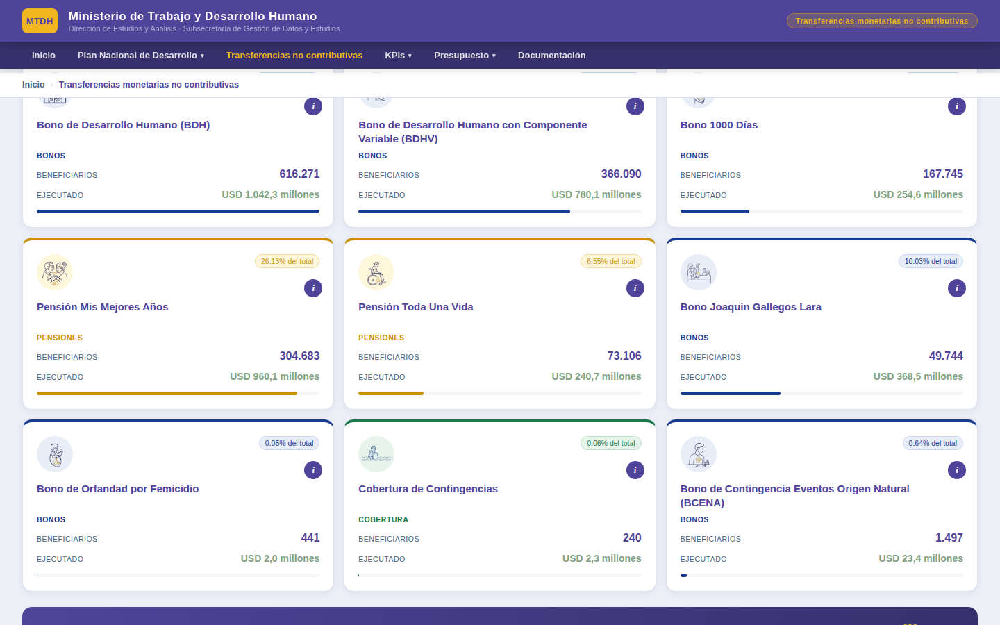 MTDH
Ministerio de Trabajo y Desarrollo Humano
Dirección de Estudios y Análisis · Subsecretaría de Gestión de Datos y Estudios
Transferencias monetarias no contributivas
Inicio
Plan Nacional de Desarrollo ▾
Transferencias no contributivas
KPIs ▾
Presupuesto ▾
Documentación
Inicio › Transferencias monetarias no contributivas
i
Bono de Desarrollo Humano (BDH)
BONOS
BENEFICIARIOS 616.271
EJECUTADO USD 1.042,3 millones
i
Bono de Desarrollo Humano con Componente
Variable (BDHV)
BONOS
BENEFICIARIOS 366.090
EJECUTADO USD 780,1 millones
i
Bono 1000 Días
BONOS
BENEFICIARIOS 167.745
EJECUTADO USD 254,6 millones
26.13% del total
i
Pensión Mis Mejores Años
PENSIONES
BENEFICIARIOS 304.683
EJECUTADO USD 960,1 millones
6.55% del total
i
Pensión Toda Una Vida
PENSIONES
BENEFICIARIOS 73.106
EJECUTADO USD 240,7 millones
10.03% del total
i
Bono Joaquín Gallegos Lara
BONOS
BENEFICIARIOS 49.744
EJECUTADO USD 368,5 millones
0.05% del total
i
Bono de Orfandad por Femicidio
BONOS
BENEFICIARIOS 441
EJECUTADO USD 2,0 millones
0.06% del total
i
Cobertura de Contingencias
COBERTURA
BENEFICIARIOS 240
EJECUTADO USD 2,3 millones
0.64% del total
i
Bono de Contingencia Eventos Origen Natural
(BCENA)
BONOS
BENEFICIARIOS 1.497
EJECUTADO USD 23,4 millones